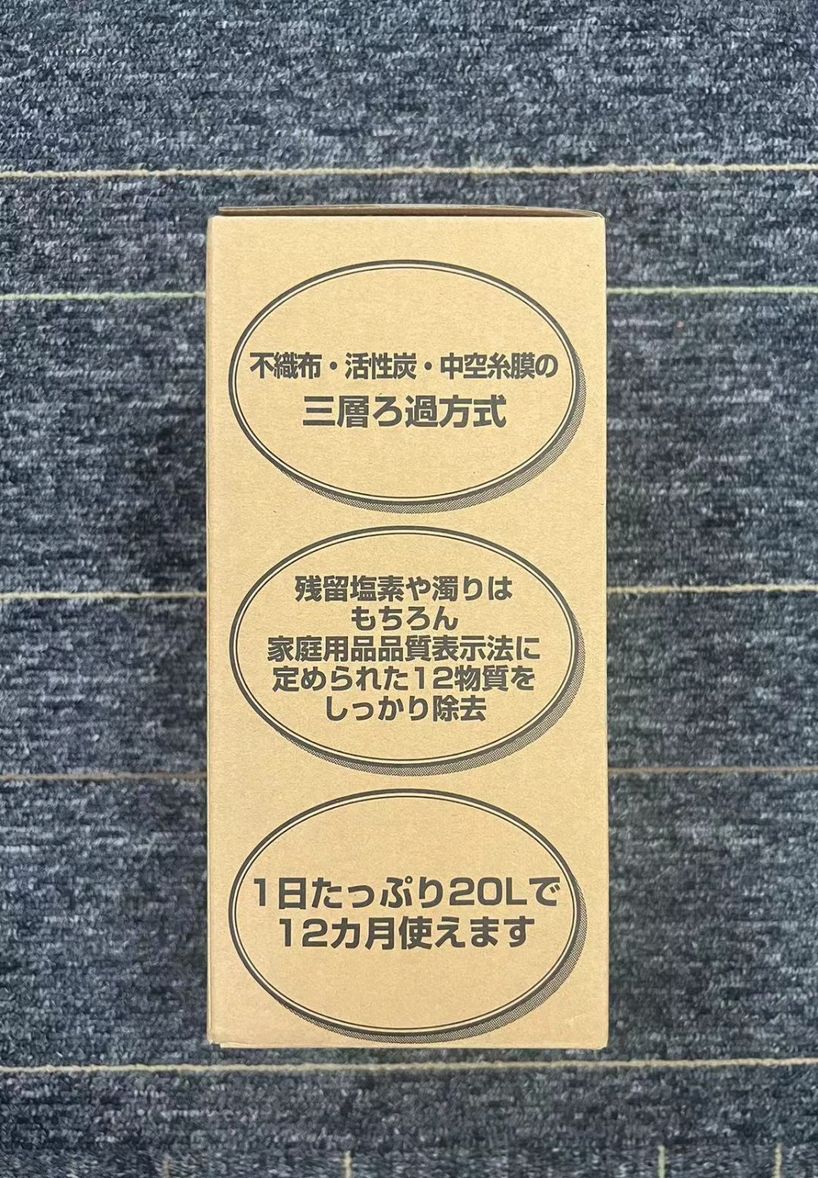 不織布・活性炭・中空糸膜の
三層ろ過方式
残留塩素や濁りは
もちろん
家庭用品品質表示法に
定められた12物質を
しっかり除去
1日たっぷり20Lで
12カ月使えます